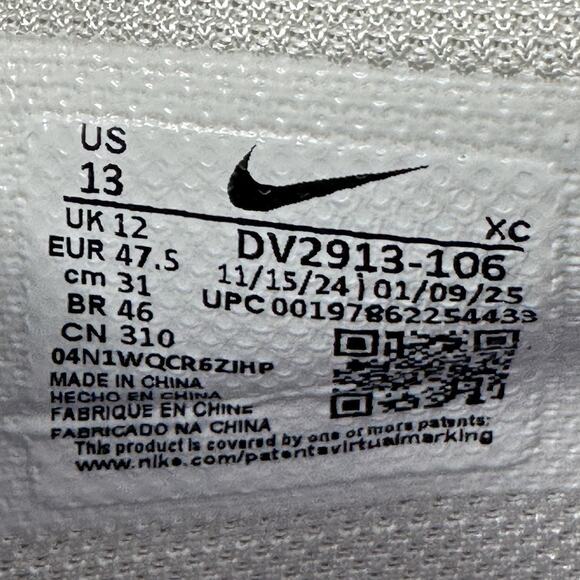 US
13
XC
UK 12
EUR 47.5
cm 31
BR 46
CN 310
DV2913-106
11/15/24 | 01/09/25
UPC 00197862254433
04N1WQCR6ZJHP
MADE IN CHINA
HECHO EN CHINA
FABRIQUE EN CHINE
FABRICADO NA CHINA
This product is covered by one or more patents:
www.nike.com/patentsvirtualmarking